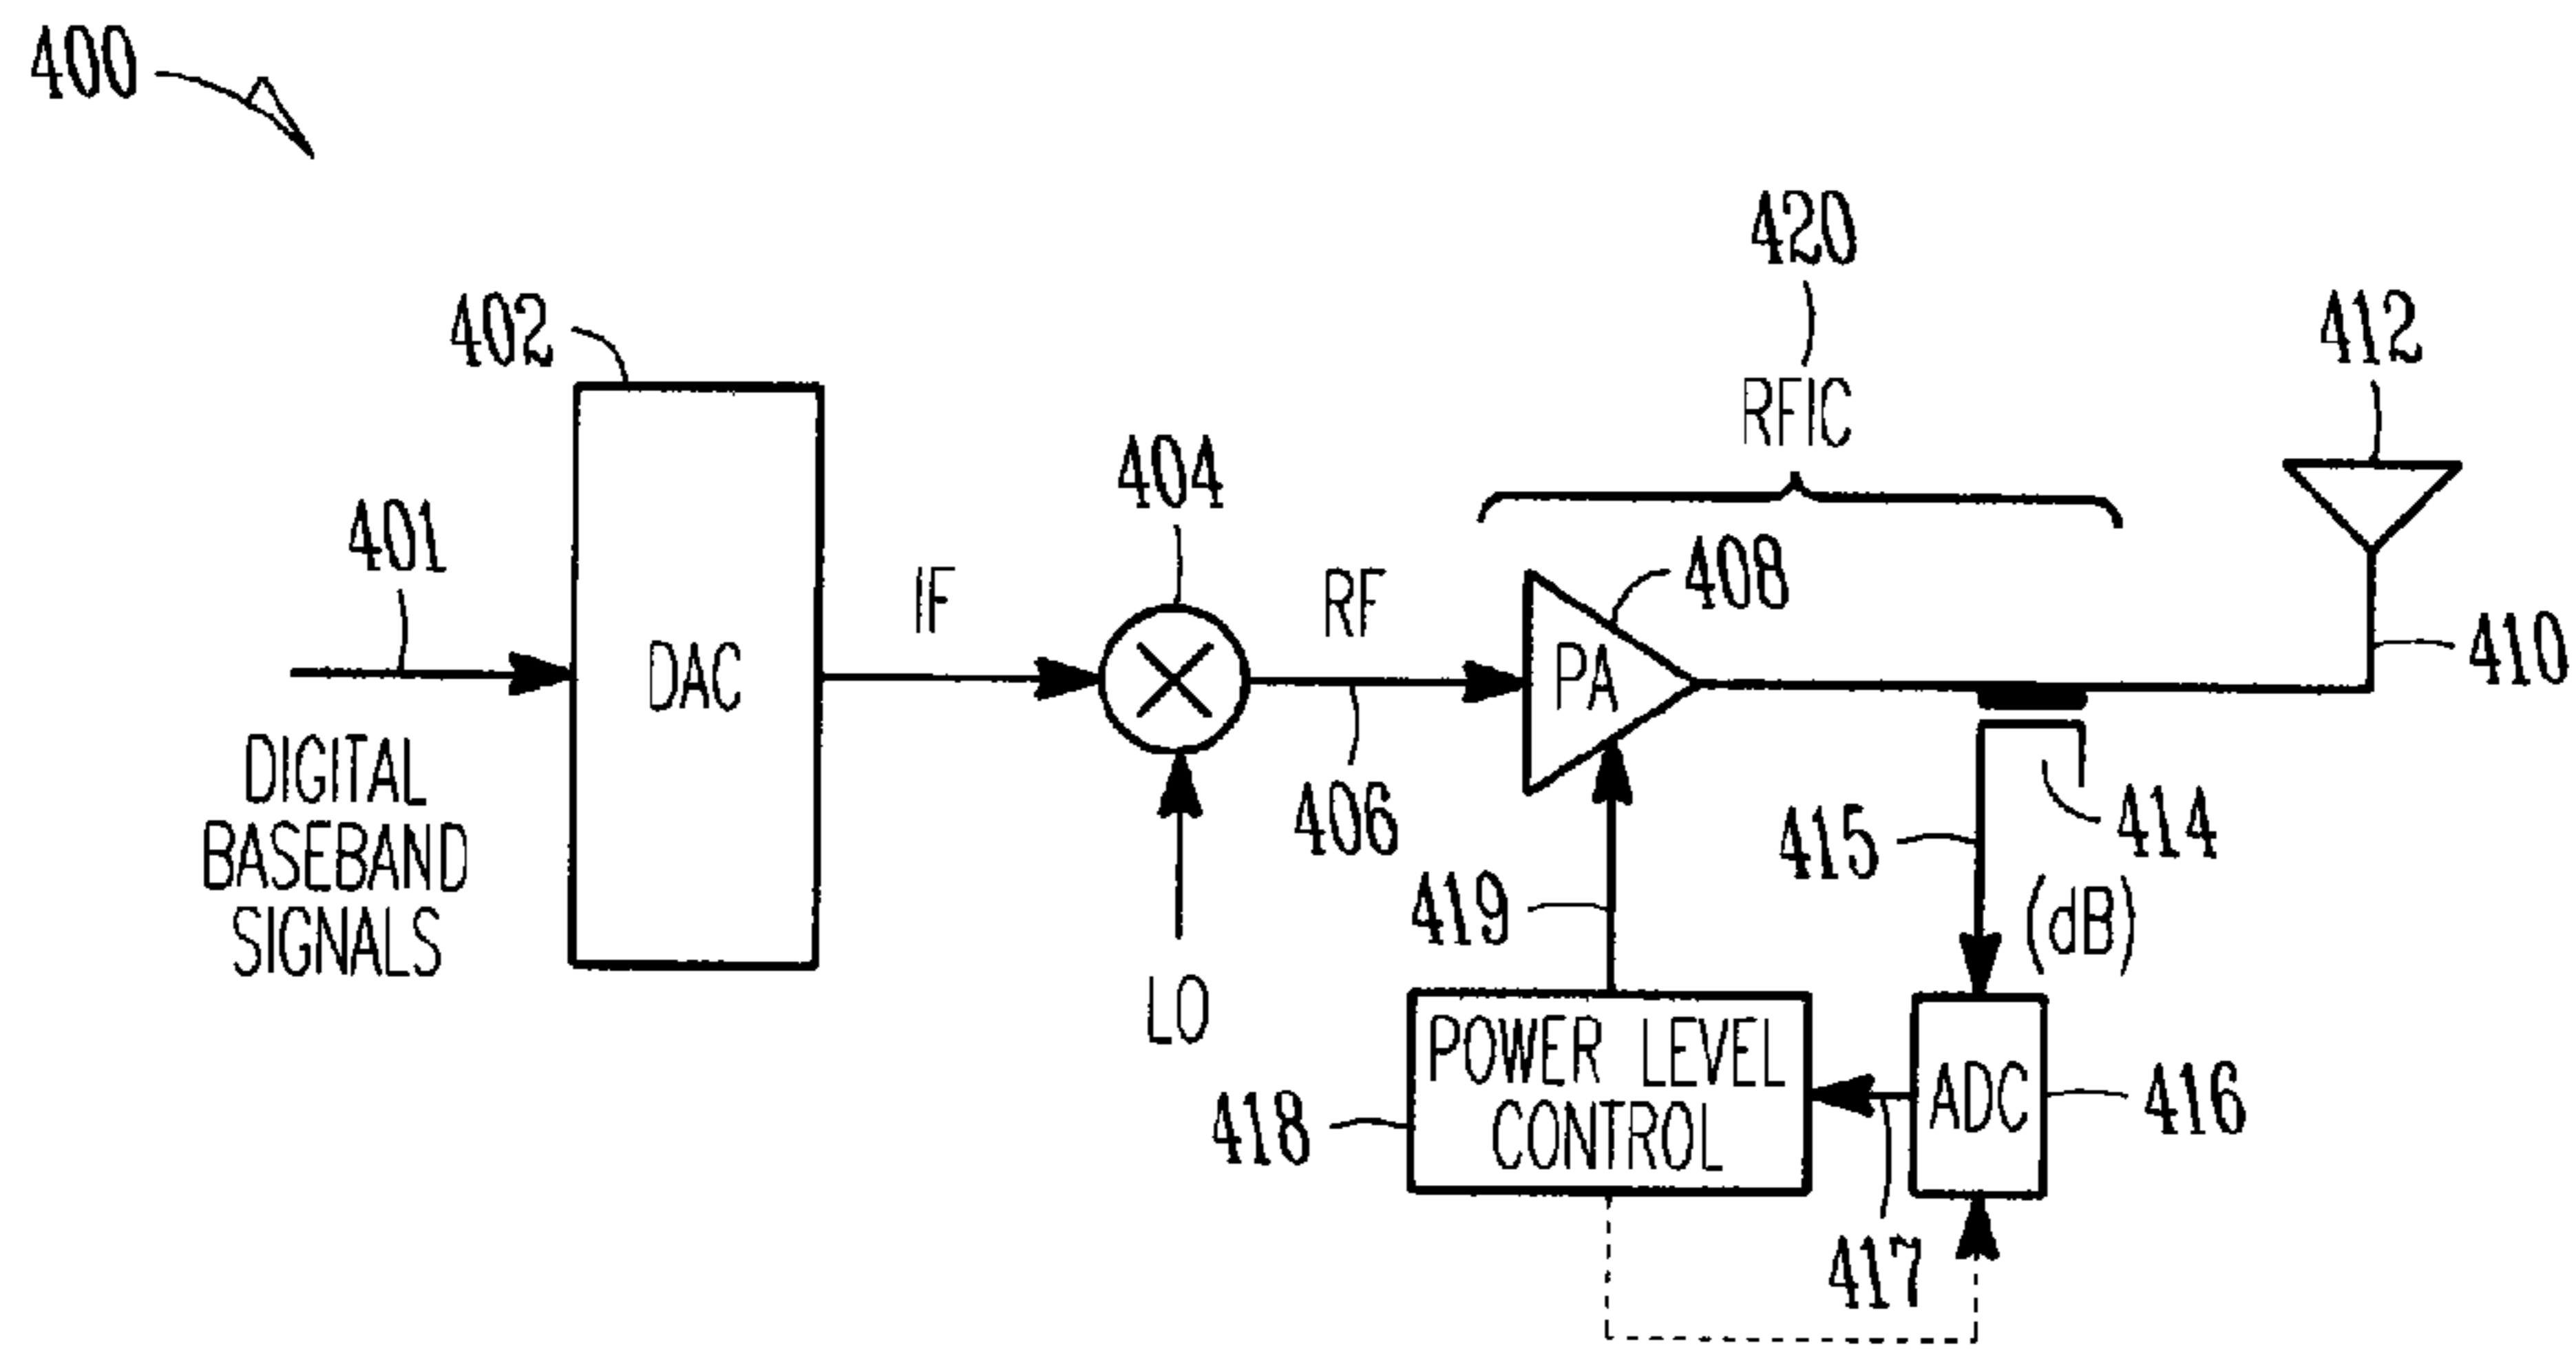 400
420
402
412
RFIC
404
401
408
IF
RF
PA
DAC
410
DIGITAL
BASEBAND
SIGNALS
406
415
414
419
(dB)
LO
POWER LEVEL
CONTROL
ADC
416
418
417